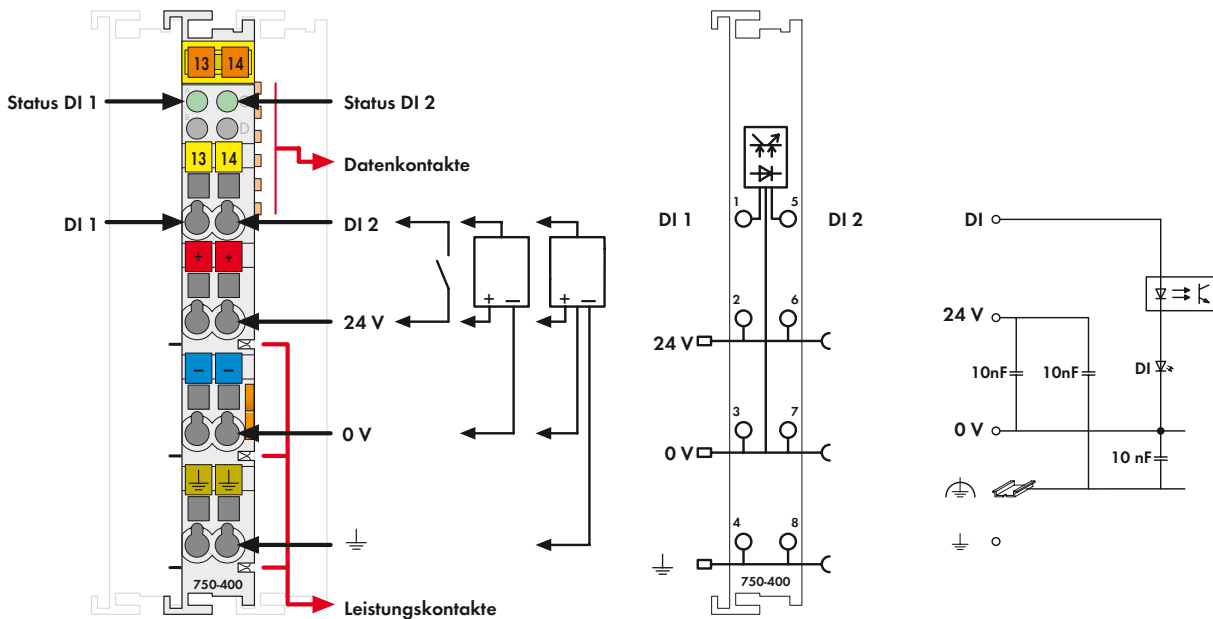 13 14
A C
Status DI 1
Status DI 2
B D
13 14
Datenkontakte
DI 1
DI 2
+ +
+ −
+ −
24 V
− −
0 V
750-400
Leistungskontakte
1 5
DI 1
DI 2
2 6
24 V
3 7
0 V
4 8
750-400
DI
24 V
10nF
10nF
DI
0 V
10 nF